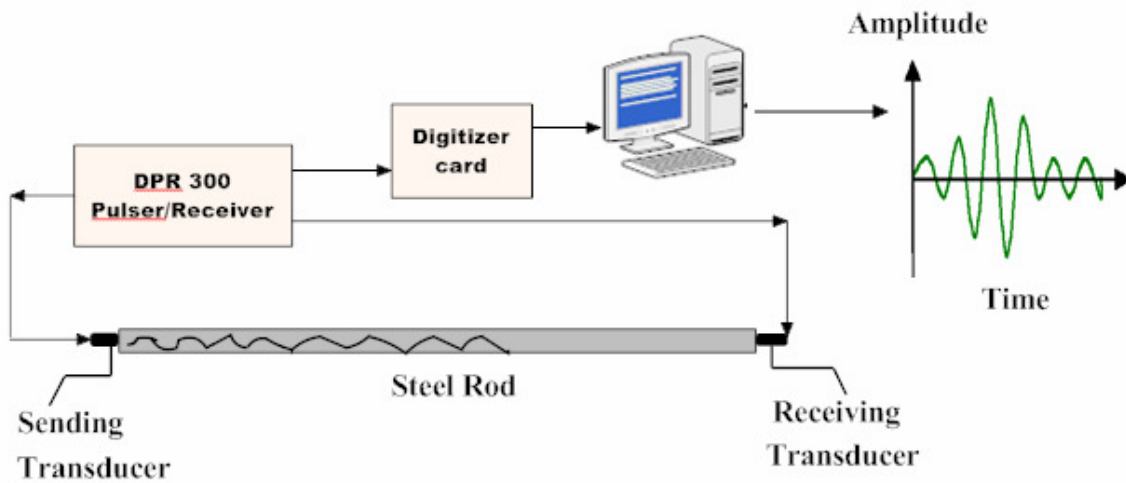 Amplitude
Digitizer
card
DPR 300
Pulser/Receiver
Time
Steel Rod
Sending
Transducer
Receiving
Transducer